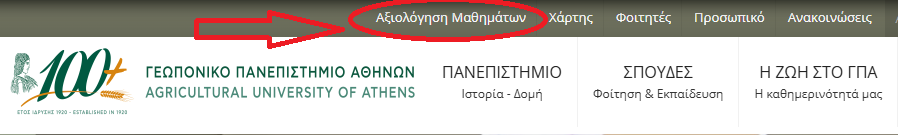 Αξιολόγηση Μαθημάτων Χάρτης Φοιτητές Προσωπικό Ανακοινώσεις
100+
ΕΤΟΣ ΙΔΡΥΣΗΣ 1920 - ESTABLISHED IN 1920
ΓΕΩΠΟΝΙΚΟ ΠΑΝΕΠΙΣΤΗΜΙΟ ΑΘΗΝΩΝ
AGRICULTURAL UNIVERSITY OF ATHENS
ΠΑΝΕΠΙΣΤΗΜΙΟ
Ιστορία - Δομή
ΣΠΟΥΔΕΣ
Φοίτηση & Εκπαίδευση
Η ΖΩΗ ΣΤΟ ΓΠΑ
Η καθημερινότητά μας